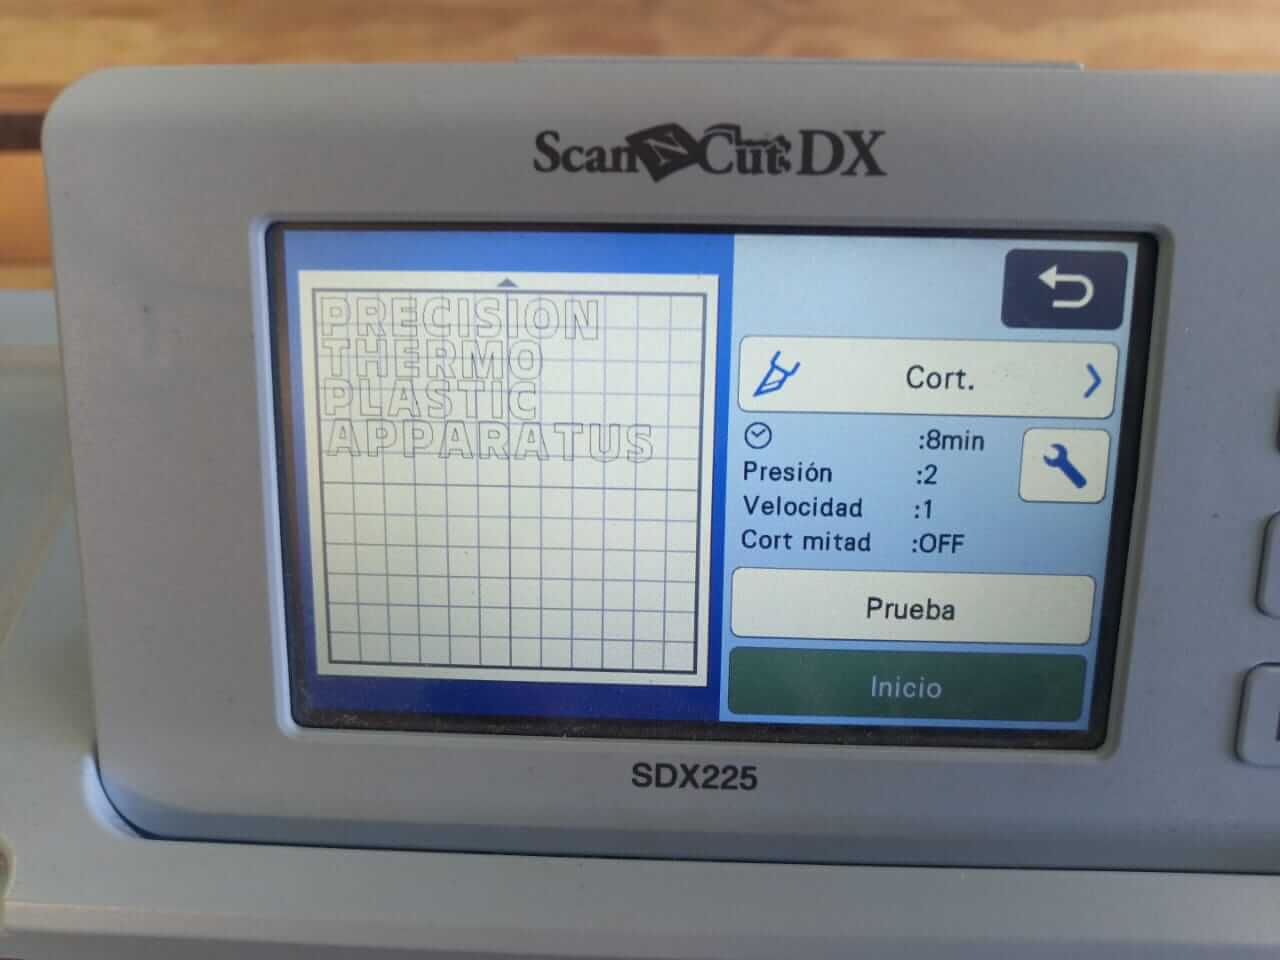 ScanNCut DX
PRECISION
THERMO
PLASTIC
APPARATUS
Cort.
:8min
Presión :2
Velocidad :1
Cort mitad :OFF
Prueba
Inicio
SDX225